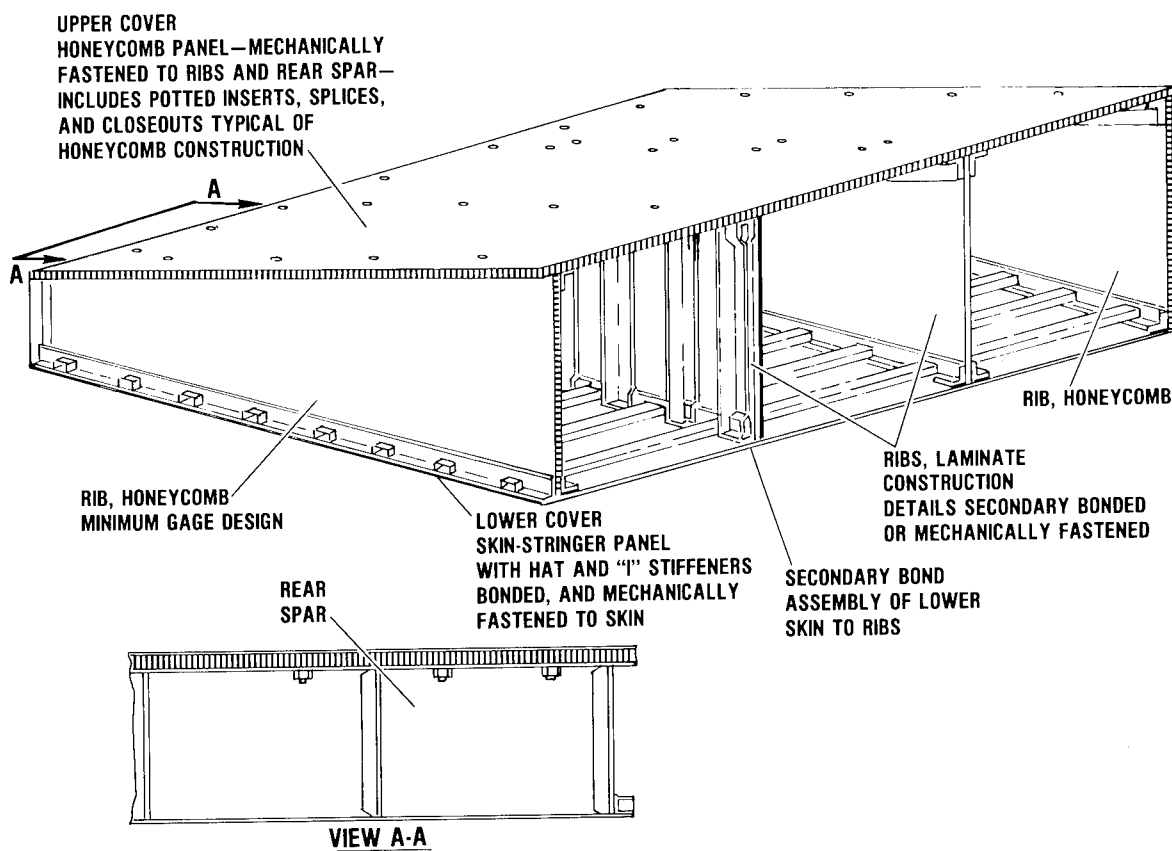 UPPER COVER
HONEYCOMB PANEL—MECHANICALLY
FASTENED TO RIBS AND REAR SPAR—
INCLUDES POTTED INSERTS, SPLICES,
AND CLOSEOUTS TYPICAL OF
HONEYCOMB CONSTRUCTION
A
A
RIB, HONEYCOMB
RIB, HONEYCOMB
MINIMUM GAGE DESIGN
LOWER COVER
SKIN-STRINGER PANEL
WITH HAT AND “I” STIFFENERS
BONDED, AND MECHANICALLY
FASTENED TO SKIN
RIBS, LAMINATE
CONSTRUCTION
DETAILS SECONDARY BONDED
OR MECHANICALLY FASTENED
SECONDARY BOND
ASSEMBLY OF LOWER
SKIN TO RIBS
REAR
SPAR
VIEW A-A